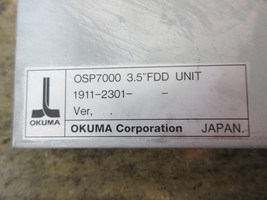 OSP7000 3.5"FDD UNIT
1911-2301- -
Ver, .
OKUMA
OKUMA Corporation JAPAN.